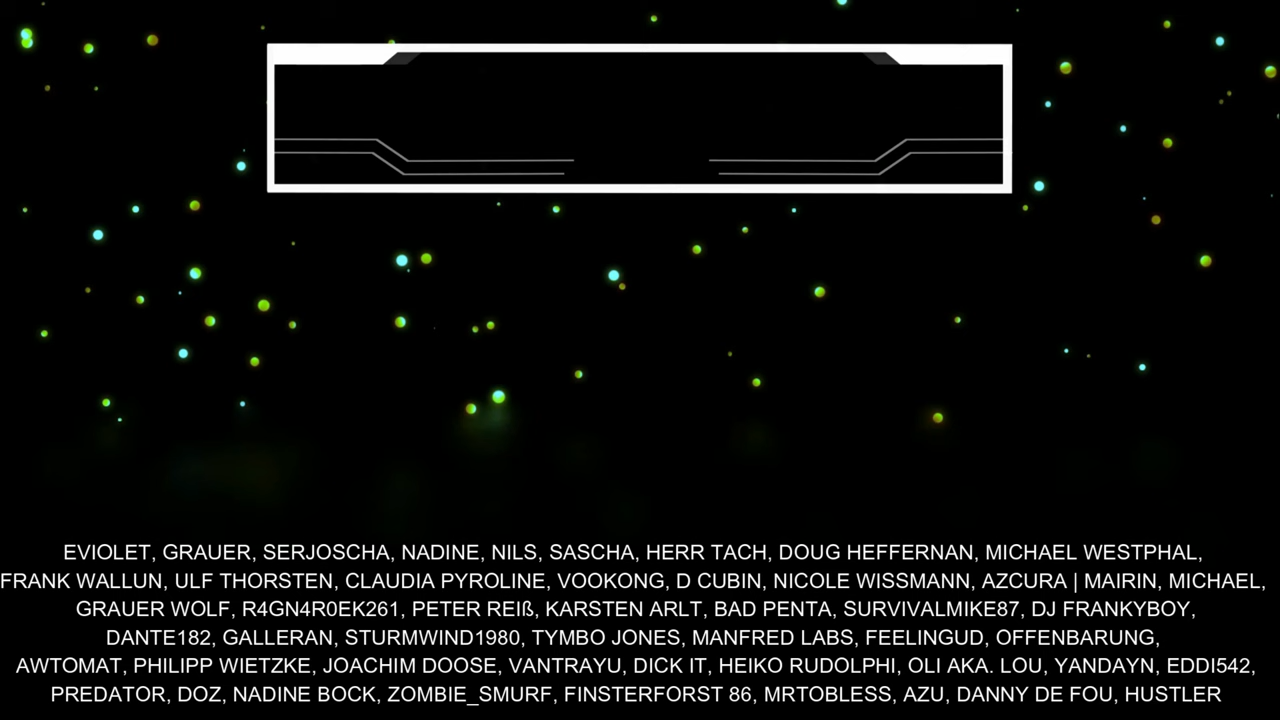 EVIOLET, GRAUER, SERJOSCHA, NADINE, NILS, SASCHA, HERR TACH, DOUG HEFFERNAN, MICHAEL WESTPHAL,
FRANK WALLUN, ULF THORSTEN, CLAUDIA PYROLINE, VOOKONG, D CUBIN, NICOLE WISSMANN, AZCURA | MAIRIN, MICHAEL,
GRAUER WOLF, R4GN4R0EK261, PETER REIß, KARSTEN ARLT, BAD PENTA, SURVIVALMIKE87, DJ FRANKYBOY,
DANTE182, GALLERAN, STURMWIND1980, TYMBO JONES, MANFRED LABS, FEELINGUD, OFFENBARUNG,
AWTOMAT, PHILIPP WIETZKE, JOACHIM DOOSE, VANTRAYU, DICK IT, HEIKO RUDOLPHI, OLI AKA. LOU, YANDAYN, EDDI542,
PREDATOR, DOZ, NADINE BOCK, ZOMBIE_SMURF, FINSTERFORST 86, MRTOBLESS, AZU, DANNY DE FOU, HUSTLER